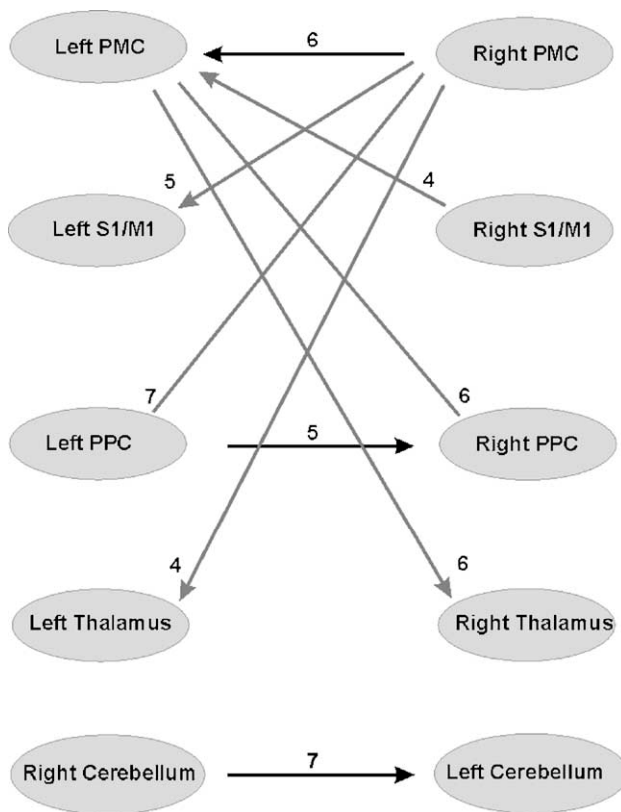 Left PMC
6
Right PMC
5
4
Left S1/M1
Right S1/M1
7
6
Left PPC
5
Right PPC
4
6
Left Thalamus
Right Thalamus
Right Cerebellum
7
Left Cerebellum